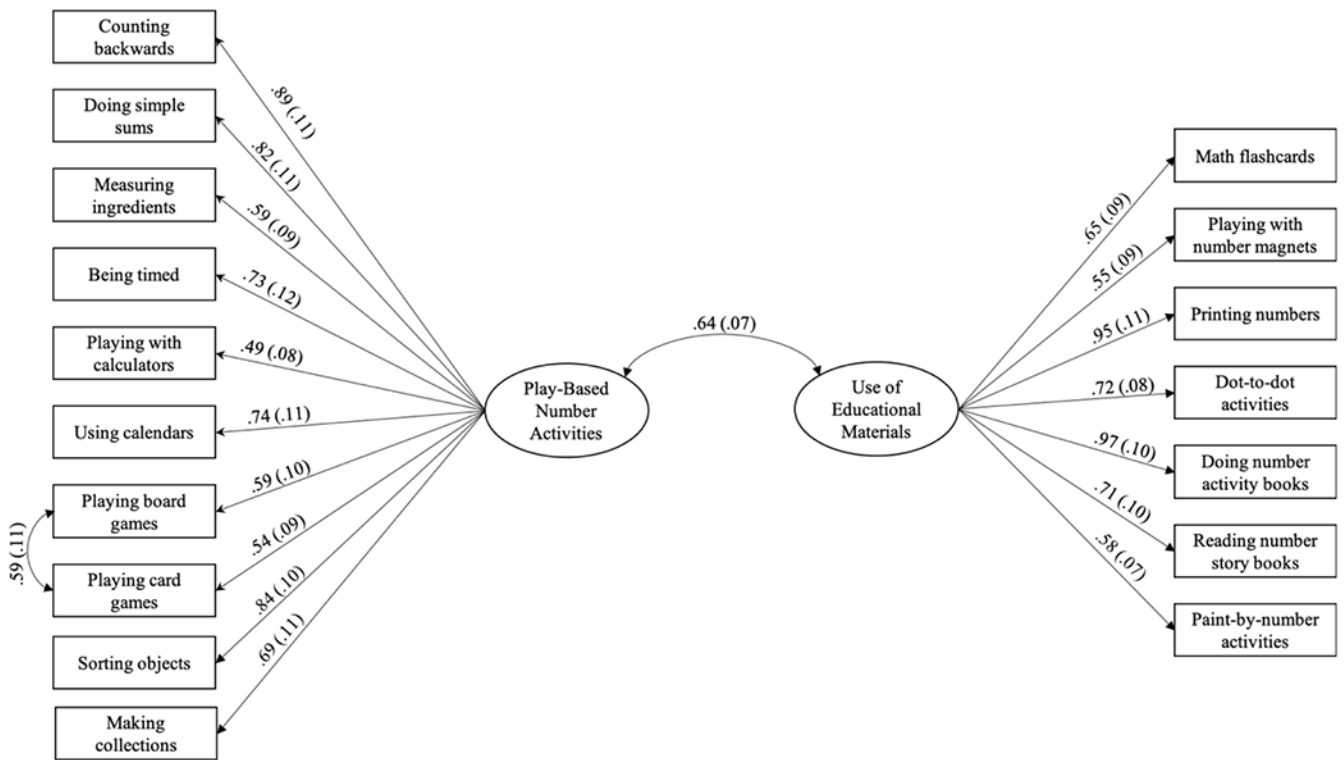 Counting
backwards
Doing simple
sums
Measuring
ingredients
Being timed
Playing with
calculators
Using calendars
Playing board
games
Playing card
games
Sorting objects
Making
collections
.59 (.11)
.89 (.11)
.82 (.11)
.59 (.09)
.73 (.12)
.49 (.08)
.74 (.11)
.59 (.10)
.54 (.09)
.84 (.10)
.69 (.11)
Play-Based
Number
Activities
.64 (.07)
Use of
Educational
Materials
.65 (.09)
.55 (.09)
.95 (.11)
.72 (.08)
.97 (.10)
.71 (.10)
.58 (.07)
Math flashcards
Playing with
number magnets
Printing numbers
Dot-to-dot
activities
Doing number
activity books
Reading number
story books
Paint-by-number
activities